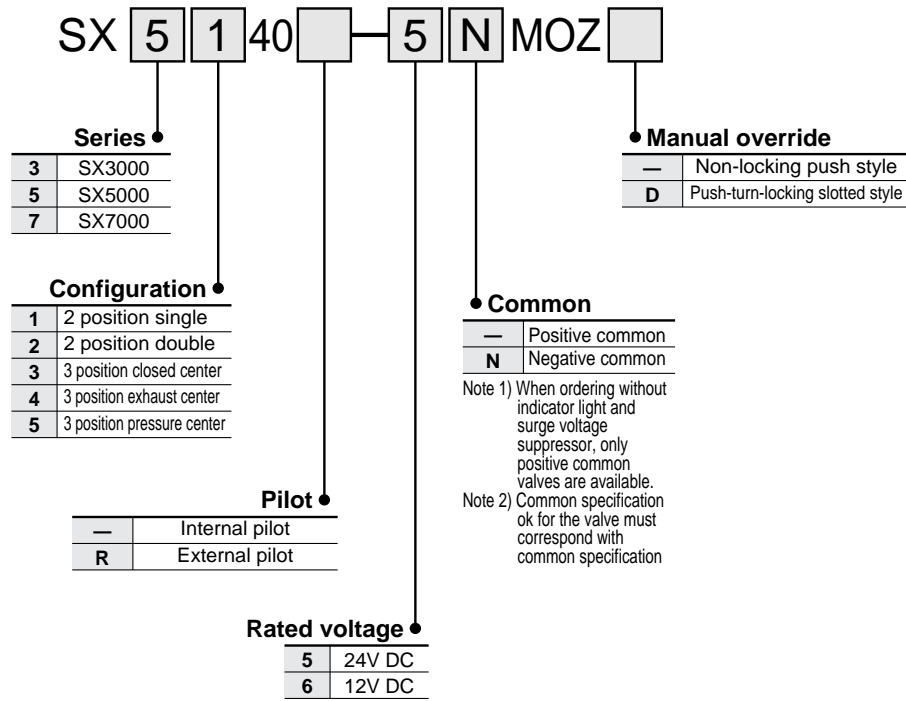 SX 5 1 40 — 5 N MOZ
Series
3 SX3000
5 SX5000
7 SX7000
Manual override
— Non-locking push style
D Push-turn-locking slotted style
Configuration
1 2 position single
2 2 position double
3 3 position closed center
4 3 position exhaust center
5 3 position pressure center
Common
— Positive common
N Negative common
Note 1) When ordering without
indicator light and
surge voltage
suppressor, only
positive common
valves are available.
Note 2) Common specification
ok for the valve must
correspond with
common specification
Pilot
— Internal pilot
R External pilot
Rated voltage
5 24V DC
6 12V DC